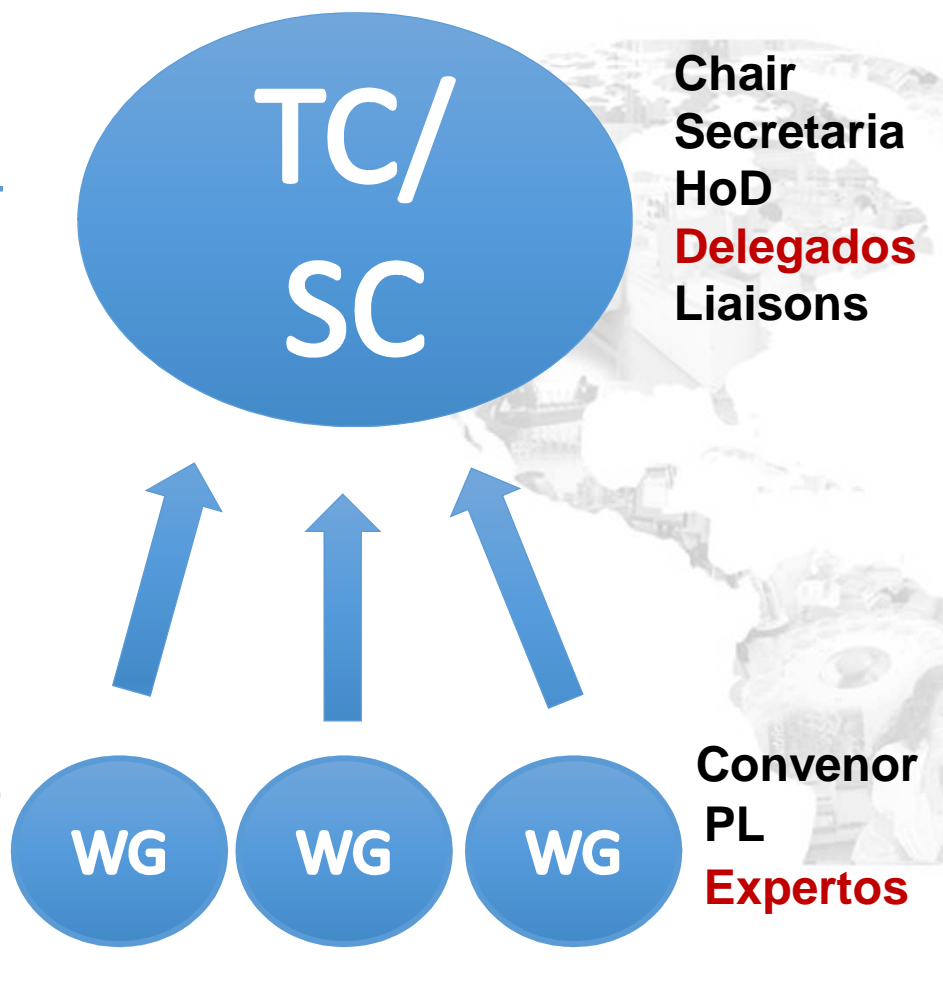 TC/
SC
Chair
Secretaria
HoD
Delegados
Liaisons
WG
WG
WG
Convenor
PL
Expertos